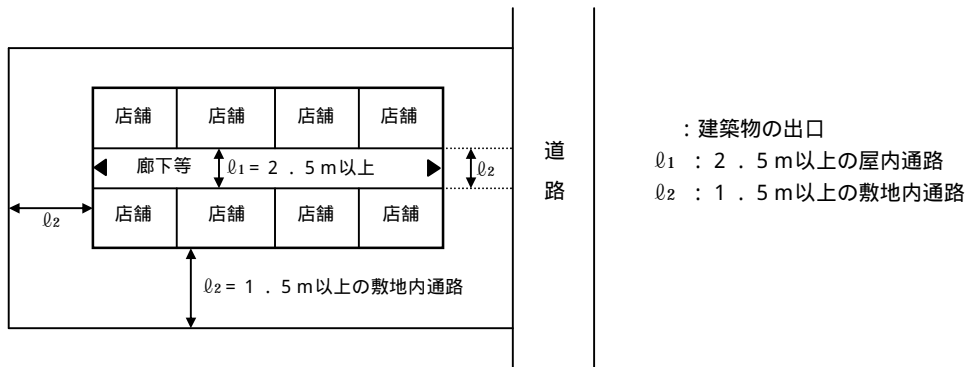 店舗 店舗 店舗 店舗
廊下等 ℓ1= 2 . 5 m以上 ℓ2
店舗 店舗 店舗 店舗
ℓ2
ℓ2= 1 . 5 m以上の敷地内通路
道
路
: 建築物の出口
ℓ1 : 2 . 5 m以上の屋内通路
ℓ2 : 1 . 5 m以上の敷地内通路